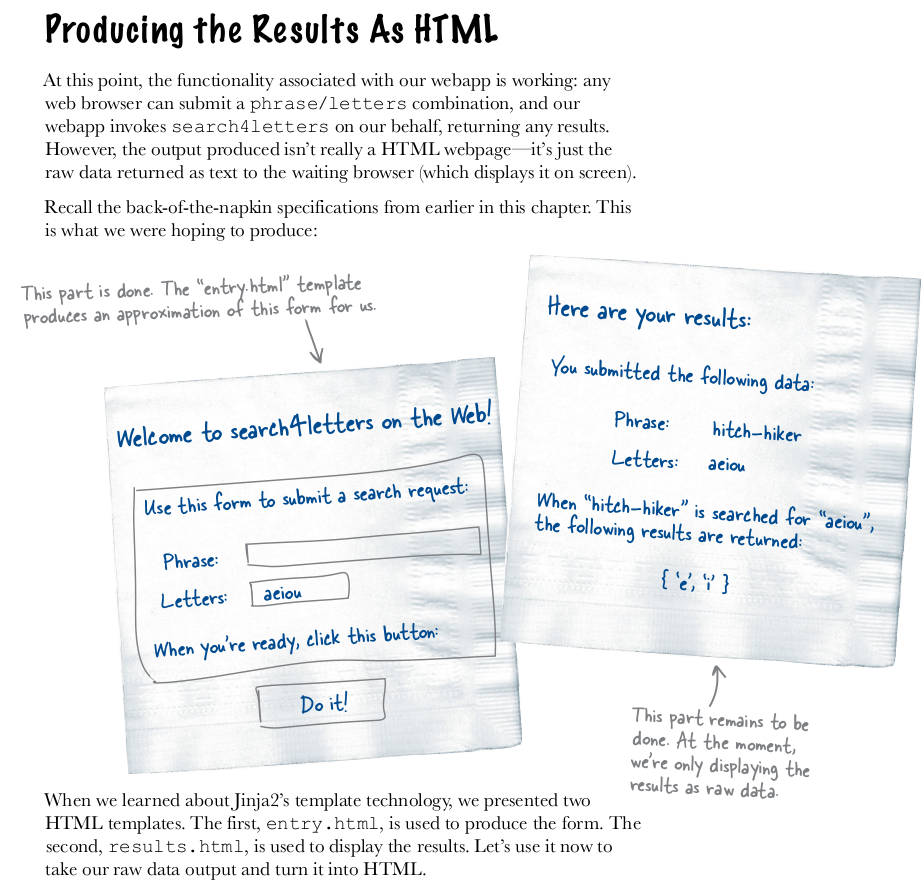 Producing the Results As HTML
At this point, the functionality associated with our webapp is working: any
web browser can submit a phrase/letters combination, and our
webapp invokes search4letters on our behalf, returning any results.
However, the output produced isn't really a HTML webpage—it's just the
raw data returned as text to the waiting browser (which displays it on screen).
Recall the back-of-the-napkin specifications from earlier in this chapter. This
is what we were hoping to produce:
This part is done. The "entry.html" template
produces an approximation of this form for us.
Welcome to search4letters on the Web!
Use this form to submit a search request:
Phrase:
Letters: aeiou
When you're ready, click this button:
Do it!
Here are your results:
You submitted the following data:
Phrase: hitch-hiker
Letters: aeiou
When "hitch-hiker" is searched for "aeiou",
the following results are returned:
{ 'e', 'i' }
This part remains to be
done. At the moment,
we're only displaying the
results as raw data.
When we learned about Jinja2's template technology, we presented two
HTML templates. The first, entry.html, is used to produce the form. The
second, results.html, is used to display the results. Let's use it now to
take our raw data output and turn it into HTML.